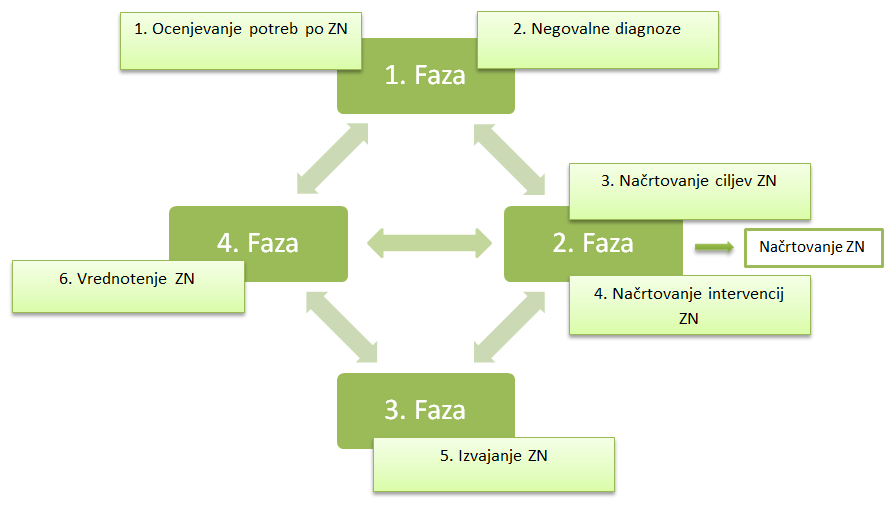 1. Ocenjevanje potreb po ZN
2. Negovalne diagnoze
1. Faza
3. Načrtovanje ciljev ZN
4. Faza
2. Faza
Načrtovanje ZN
6. Vrednotenje ZN
4. Načrtovanje intervencij
ZN
3. Faza
5. Izvajanje ZN